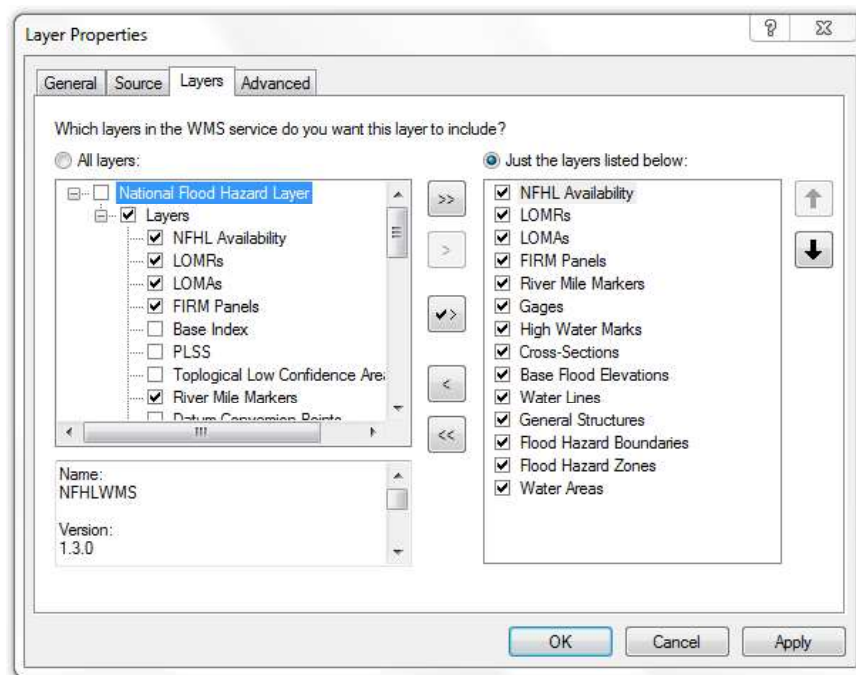 Layer Properties
General Source Layers Advanced
Which layers in the WMS service do you want this layer to include?
All layers:
National Flood Hazard Layer
Layers
NFHL Availability
LOMRs
LOMAs
FIRM Panels
Base Index
PLSS
Toplogical Low Confidence Area
River Mile Markers
Datum Conversion Points
Name:
NFHLWMS
Version:
1.3.0
>>
>
>
<
<<
Just the layers listed below:
NFHL Availability
LOMRs
LOMAs
FIRM Panels
River Mile Markers
Gages
High Water Marks
Cross-Sections
Base Flood Elevations
Water Lines
General Structures
Flood Hazard Boundaries
Flood Hazard Zones
Water Areas
OK Cancel Apply